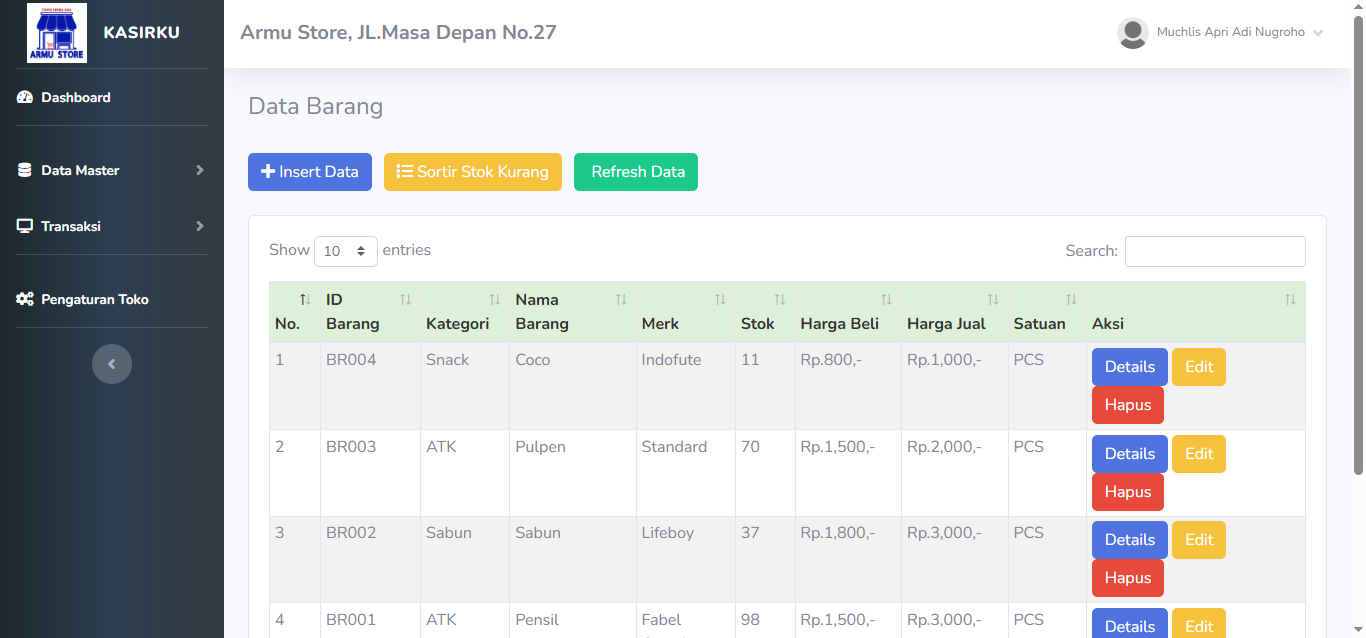 KASIRKU
ARMU STORE
Armu Store, JL.Masa Depan No.27
Muchlis Apri Adi Nugroho
Dashboard
Data Master
Transaksi
Pengaturan Toko
Data Barang
Insert Data Sortir Stok Kurang Refresh Data
Show 10 entries Search:
No. ID Barang Kategori Nama Barang Merk Stok Harga Beli Harga Jual Satuan Aksi
1 BR004 Snack Coco Indofute 11 Rp.800,- Rp.1,000,- PCS Details Edit
Hapus
2 BR003 ATK Pulpen Standard 70 Rp.1,500,- Rp.2,000,- PCS Details Edit
Hapus
3 BR002 Sabun Sabun Lifeboy 37 Rp.1,800,- Rp.3,000,- PCS Details Edit
Hapus
4 BR001 ATK Pensil Fabel 98 Rp.1,500,- Rp.3,000,- PCS Details Edit